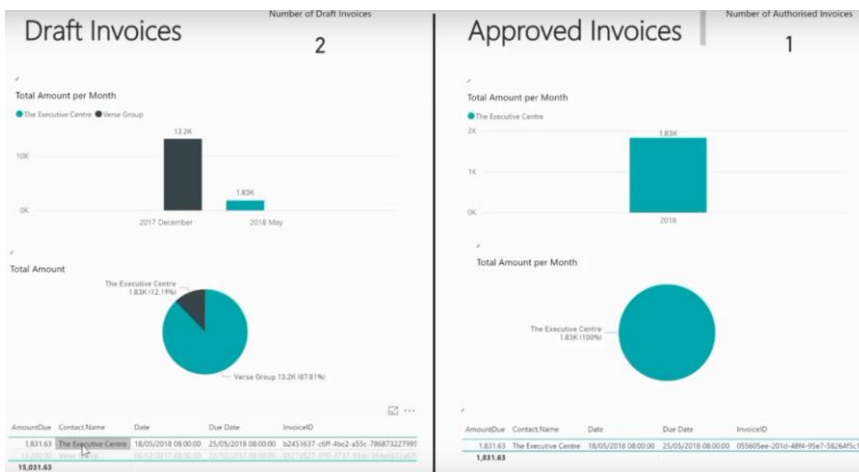 Draft Invoices
Number of Draft Invoices
2
Total Amount per Month
The Executive Centre Verse Group
13.2K
10K
1.83K
0K
2017 December 2018 May
Total Amount
The Executive Centre
1.83K (12.19%)
Verse Group 13.2K (87.81%)
AmountDue Contact.Name Date Due Date InvoiceID
1,831.63 The Executive Centre 18/05/2018 08:00:00 25/05/2018 08:00:00
15,031.63
Approved Invoices
Number of Authorised Invoices
1
Total Amount per Month
The Executive Centre
2K
1.83K
1K
0K
2018
Total Amount per Month
The Executive Centre
1.83K (100%)
AmountDue Contact.Name Date Due Date InvoiceID
1,831.63 The Executive Centre 18/05/2018 08:00:00 25/05/2018 08:00:00
1,831.63